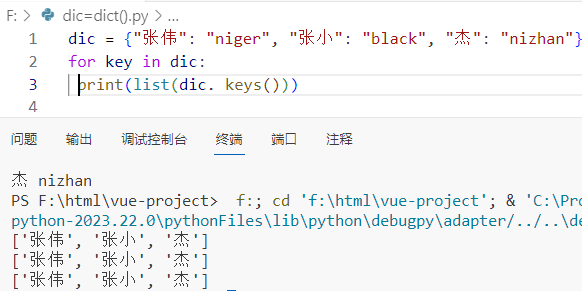 F: > dic=dict().py > ...
1 dic = {"张伟": "niger", "张小": "black", "杰": "nizhan"}
2 for key in dic:
3 print(list(dic. keys()))
4
问题 输出 调试控制台 终端 端口 注释
杰 nizhan
PS F:\html\vue-project> f:; cd 'f:\html\vue-project'; & 'C:\Pro
python-2023.22.0\pythonFiles\lib\python\debugpy\adapter/../..\de
['张伟', '张小', '杰']
['张伟', '张小', '杰']
['张伟', '张小', '杰']